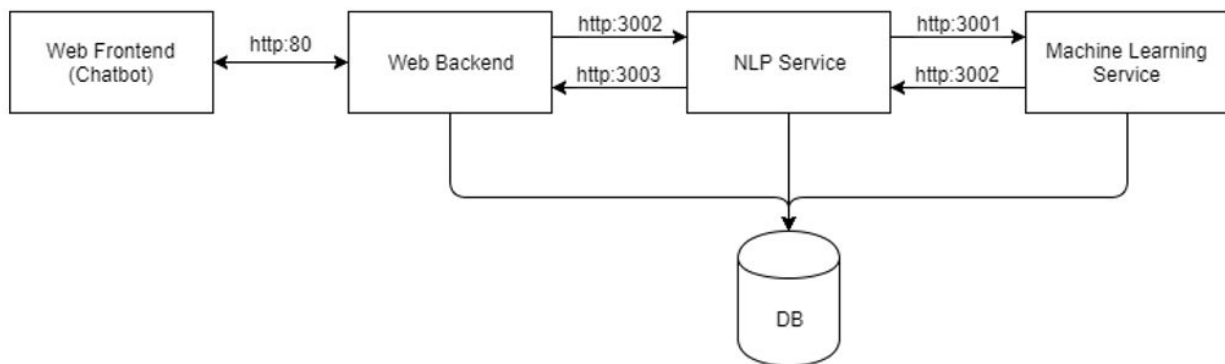 Web Frontend
(Chatbot)
http:80
Web Backend
http:3002
http:3003
NLP Service
http:3001
http:3002
Machine Learning
Service
DB